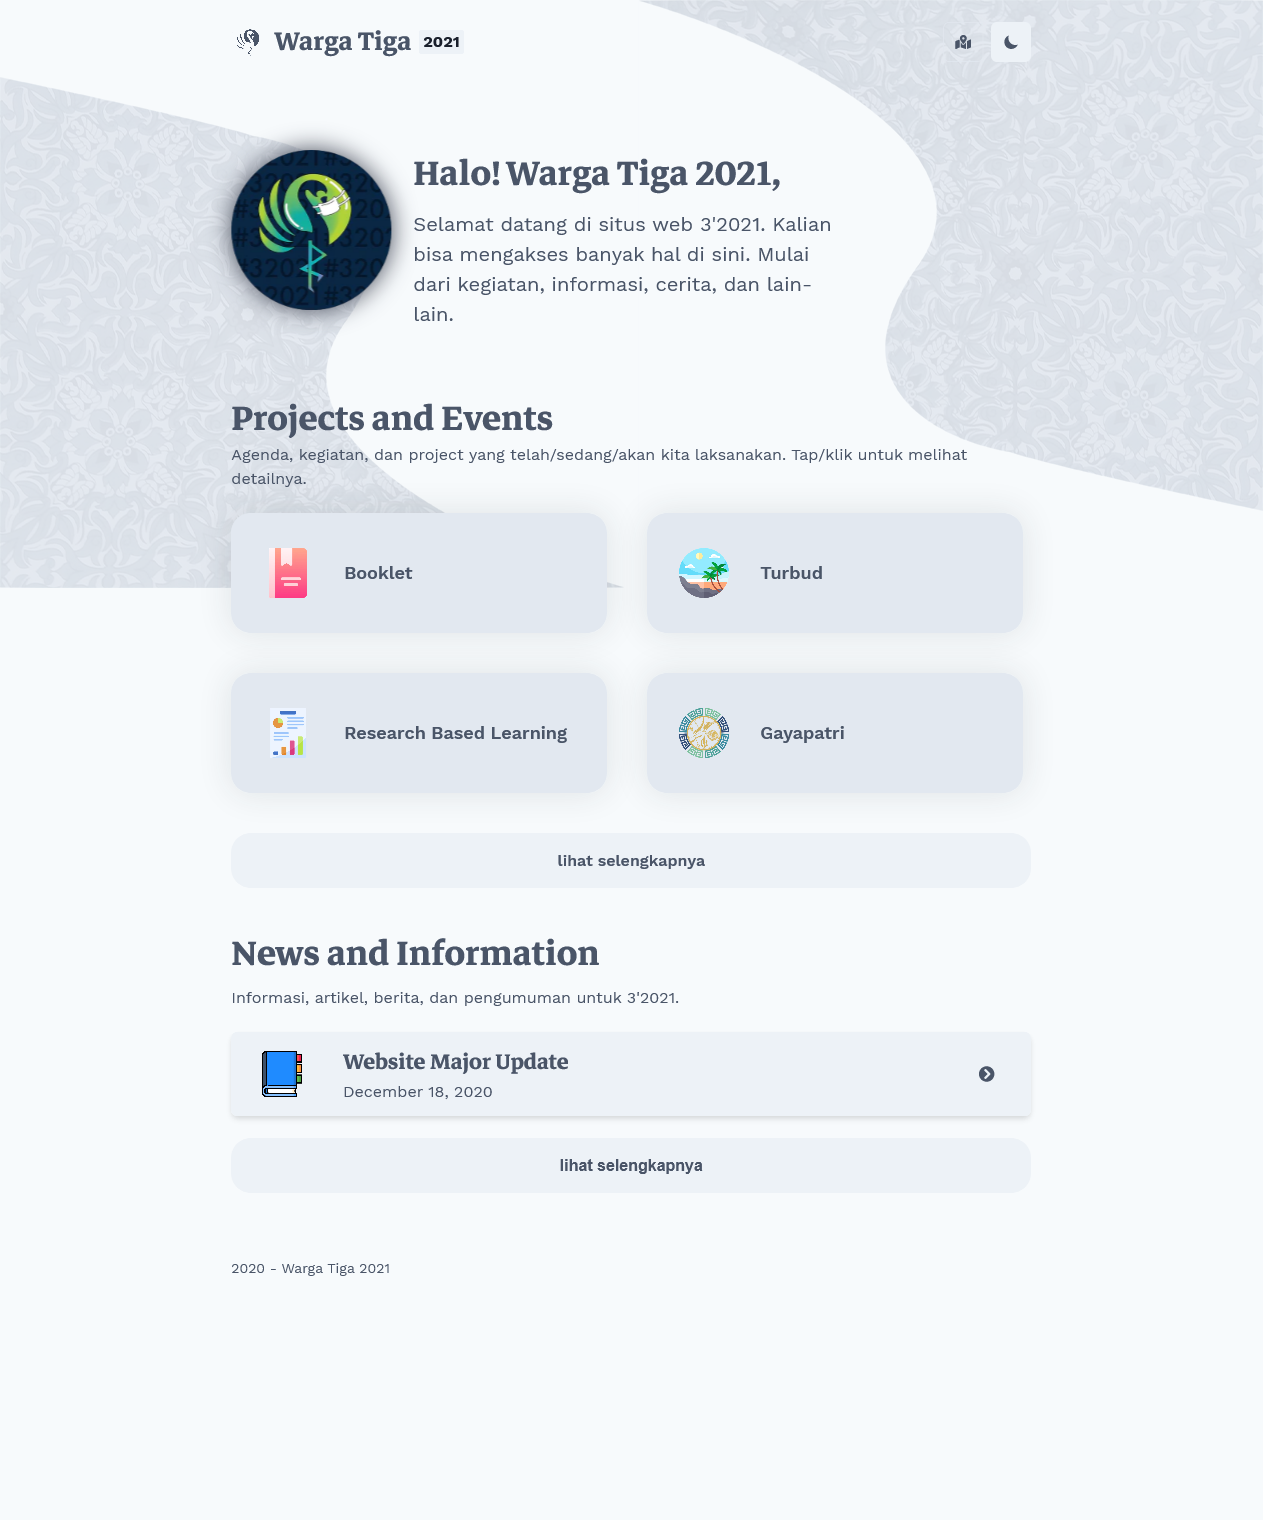 Warga Tiga 2021
Halo! Warga Tiga 2021,
Selamat datang di situs web 3'2021. Kalian
bisa mengakses banyak hal di sini. Mulai
dari kegiatan, informasi, cerita, dan lain-
lain.
Projects and Events
Agenda, kegiatan, dan project yang telah/sedang/akan kita laksanakan. Tap/klik untuk melihat
detailnya.
Booklet
Turbud
Research Based Learning
Gayapatri
lihat selengkapnya
News and Information
Informasi, artikel, berita, dan pengumuman untuk 3'2021.
Website Major Update
December 18, 2020
lihat selengkapnya
2020 - Warga Tiga 2021